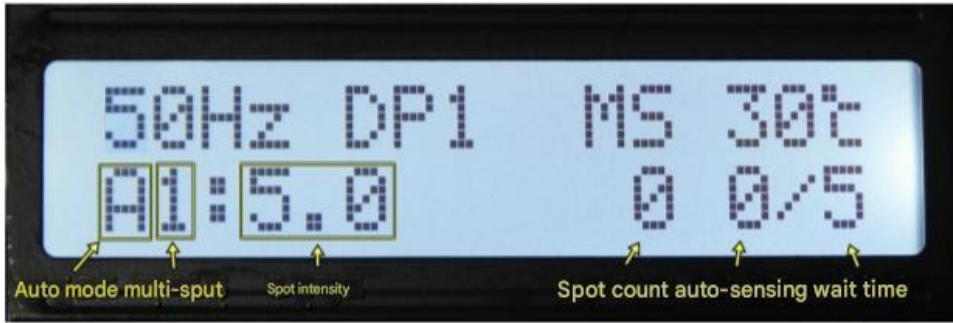 50Hz DP1 MS 30℃
A1:5.0 0 0/5
Auto mode multi-sput Spot intensity Spot count auto-sensing wait time